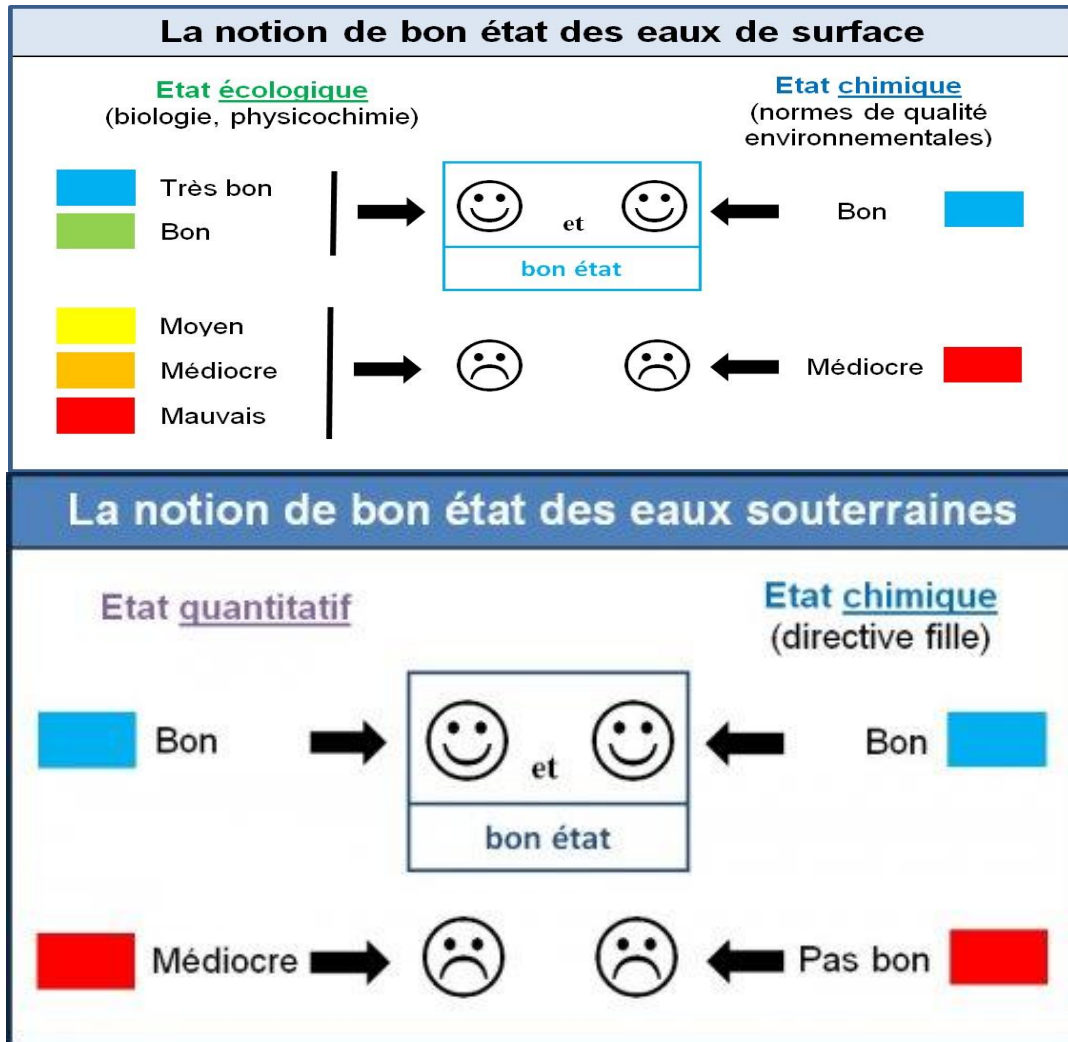 La notion de bon état des eaux de surface
Etat écologique
(biologie, physicochimie)
Etat chimique
(normes de qualité
environnementales)
Très bon
Bon
et
bon état
Bon
Moyen
Médiocre
Mauvais
Médiocre
La notion de bon état des eaux souterraines
Etat quantitatif
Etat chimique
(directive fille)
Bon
et
bon état
Bon
Médiocre
Pas bon